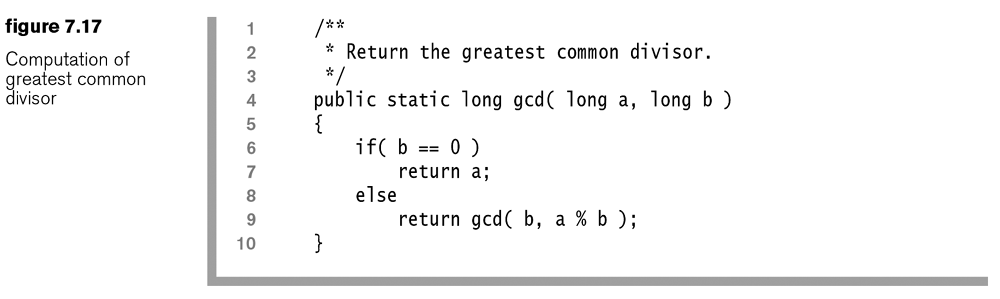 figure 7.17
Computation of
greatest common
divisor
1 /**
2 * Return the greatest common divisor.
3 */
4 public static long gcd( long a, long b )
5 {
6 if( b == 0 )
7 return a;
8 else
9 return gcd( b, a % b );
10 }